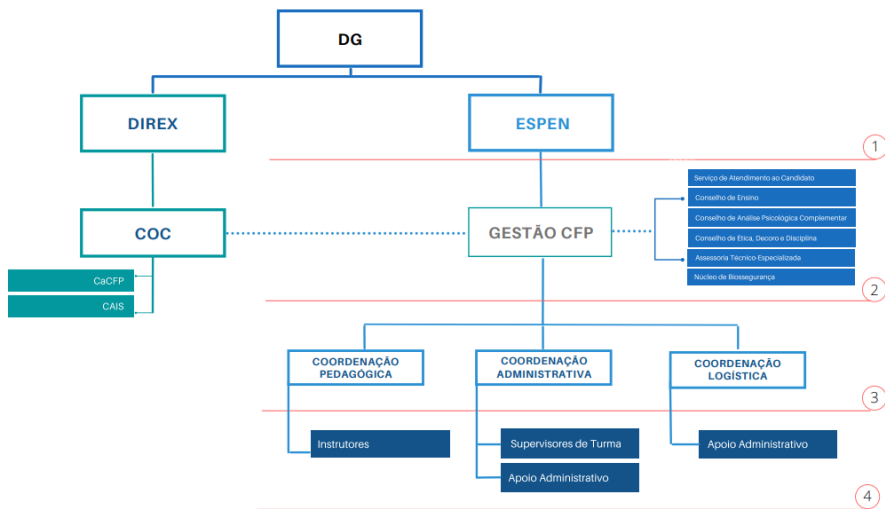 DG
DIREX
ESPEN
1
Serviço de Atendimento ao Candidato
Conselho de Ensino
Conselho de Análise Psicológica Complementar
Conselho de Etica, Decoro e Disciplina
Assessoria Técnico-Especializada
Núcleo de Biossegurança
COC
GESTÃO CFP
CaCFP
CAIS
2
COORDENAÇÃO
PEDAGÓGICA
COORDENAÇÃO
ADMINISTRATIVA
COORDENAÇÃO
LOGÍSTICA
3
Instrutores
Supervisores de Turma
Apoio Administrativo
Apoio Administrativo
4